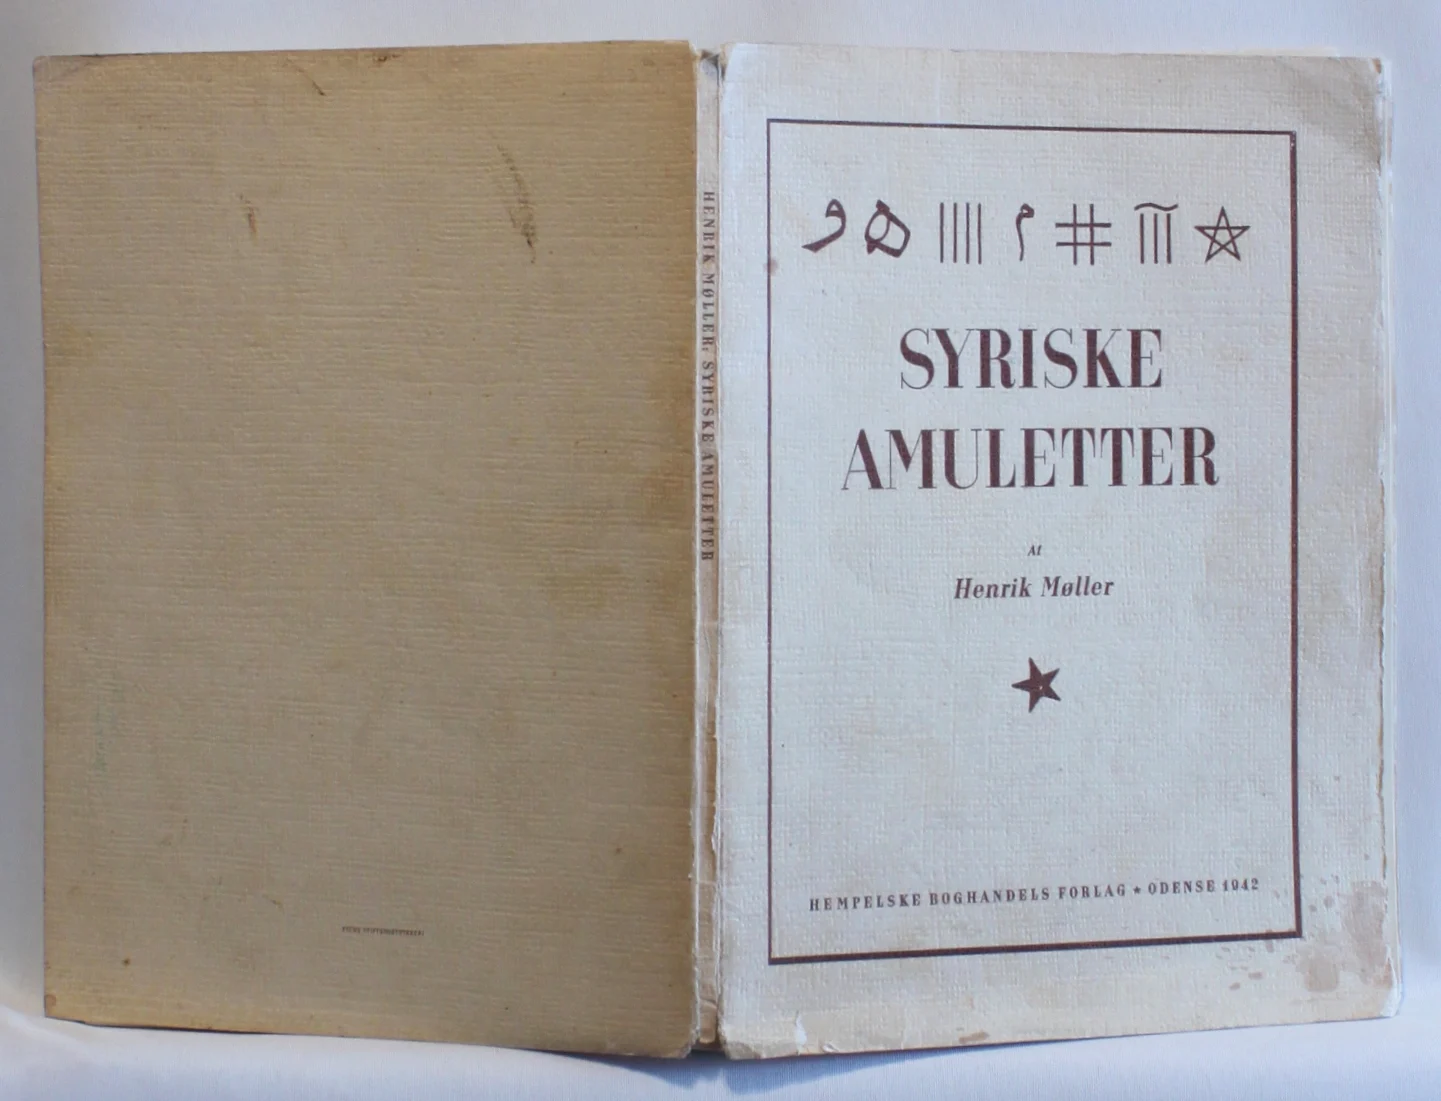 SYRISKE
AMULETTER
Af
Henrik Møller
HEMPELSKE BOGHANDELS FORLAG ★ ODENSE 1942
HENRIK MØLLER: SYRISKE AMULETTER